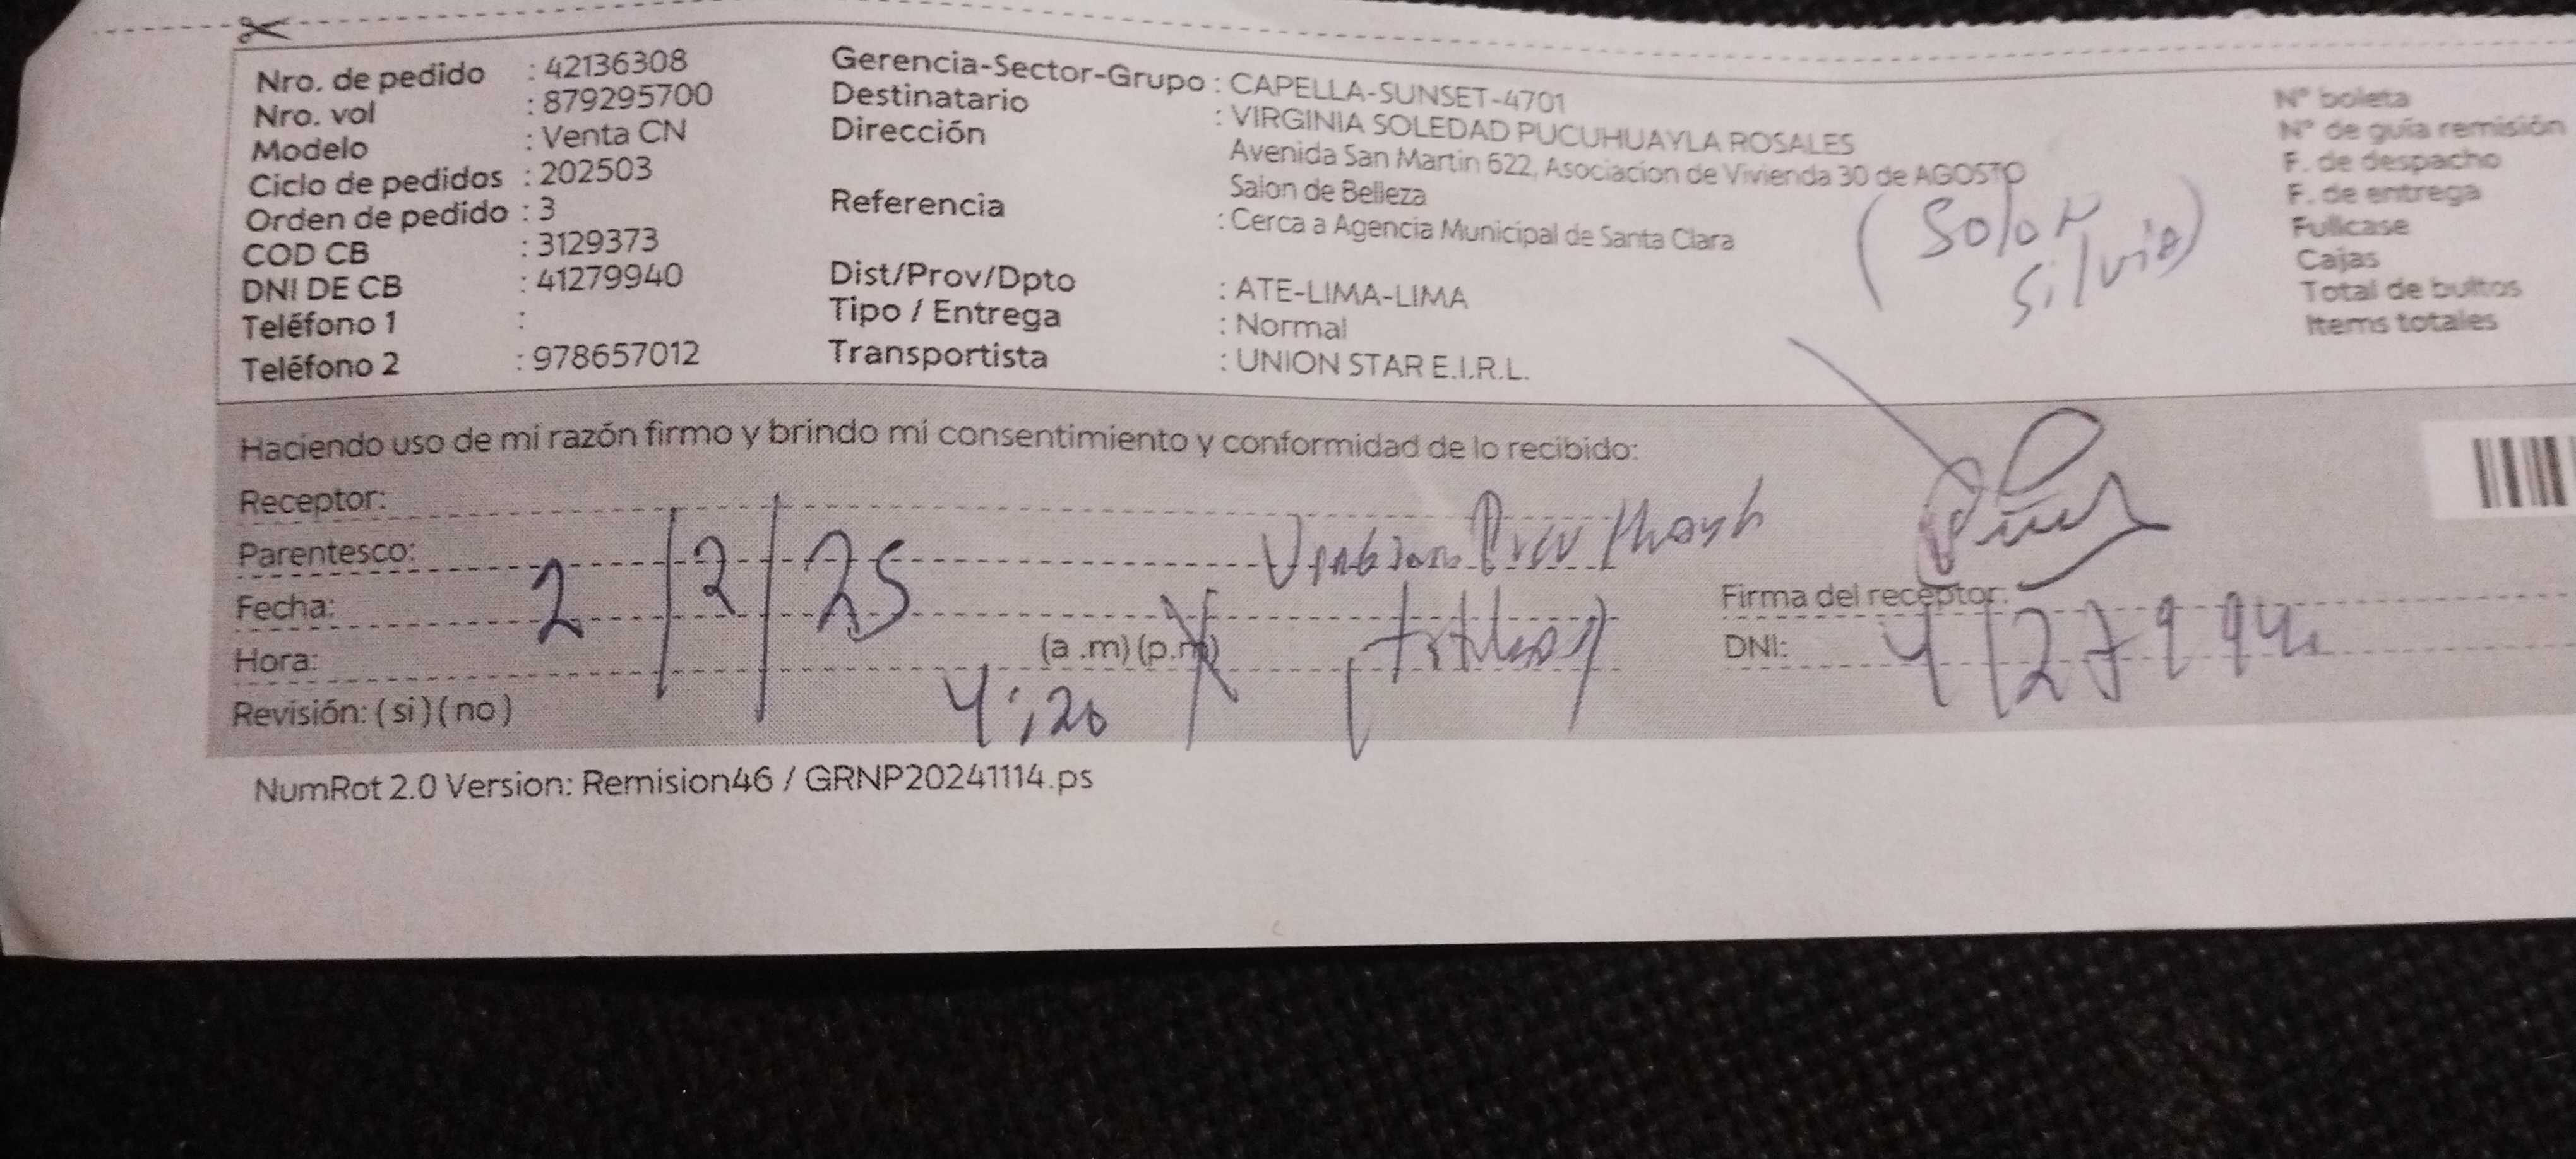 Nro. de pedido : 42136308
Nro. vol : 879295700
Modelo : Venta CN
Ciclo de pedidos : 202503
Orden de pedido : 3
COD CB : 3129373
DNI DE CB : 41279940
Teléfono 1 :
Teléfono 2 : 978657012
Gerencia-Sector-Grupo : CAPELLA-SUNSET-4701
Destinatario : VIRGINIA SOLEDAD PUCUHUAYLA ROSALES
Dirección Avenida San Martin 622, Asociacion de Vivienda 30 de AGOSTO
Salon de Belleza
Referencia : Cerca a Agencia Municipal de Santa Clara
Dist/Prov/Dpto : ATE-LIMA-LIMA
Tipo / Entrega : Normal
Transportista : UNION STAR E.I.R.L.
(Solon
Silvia)
N° boleta
N° de guía remisión
F. de despacho
F. de entrega
Fullcase
Cajas
Total de bultos
Items totales
Haciendo uso de mi razón firmo y brindo mi consentimiento y conformidad de lo recibido:
Receptor:
Parentesco:
Fecha: 2/2/25
Hora: 4:20 (a .m) (p.m)
Revisión: (si) (no)
Firma del receptor:
DNI: 4127994
NumRot 2.0 Version: Remision46 / GRNP20241114.ps